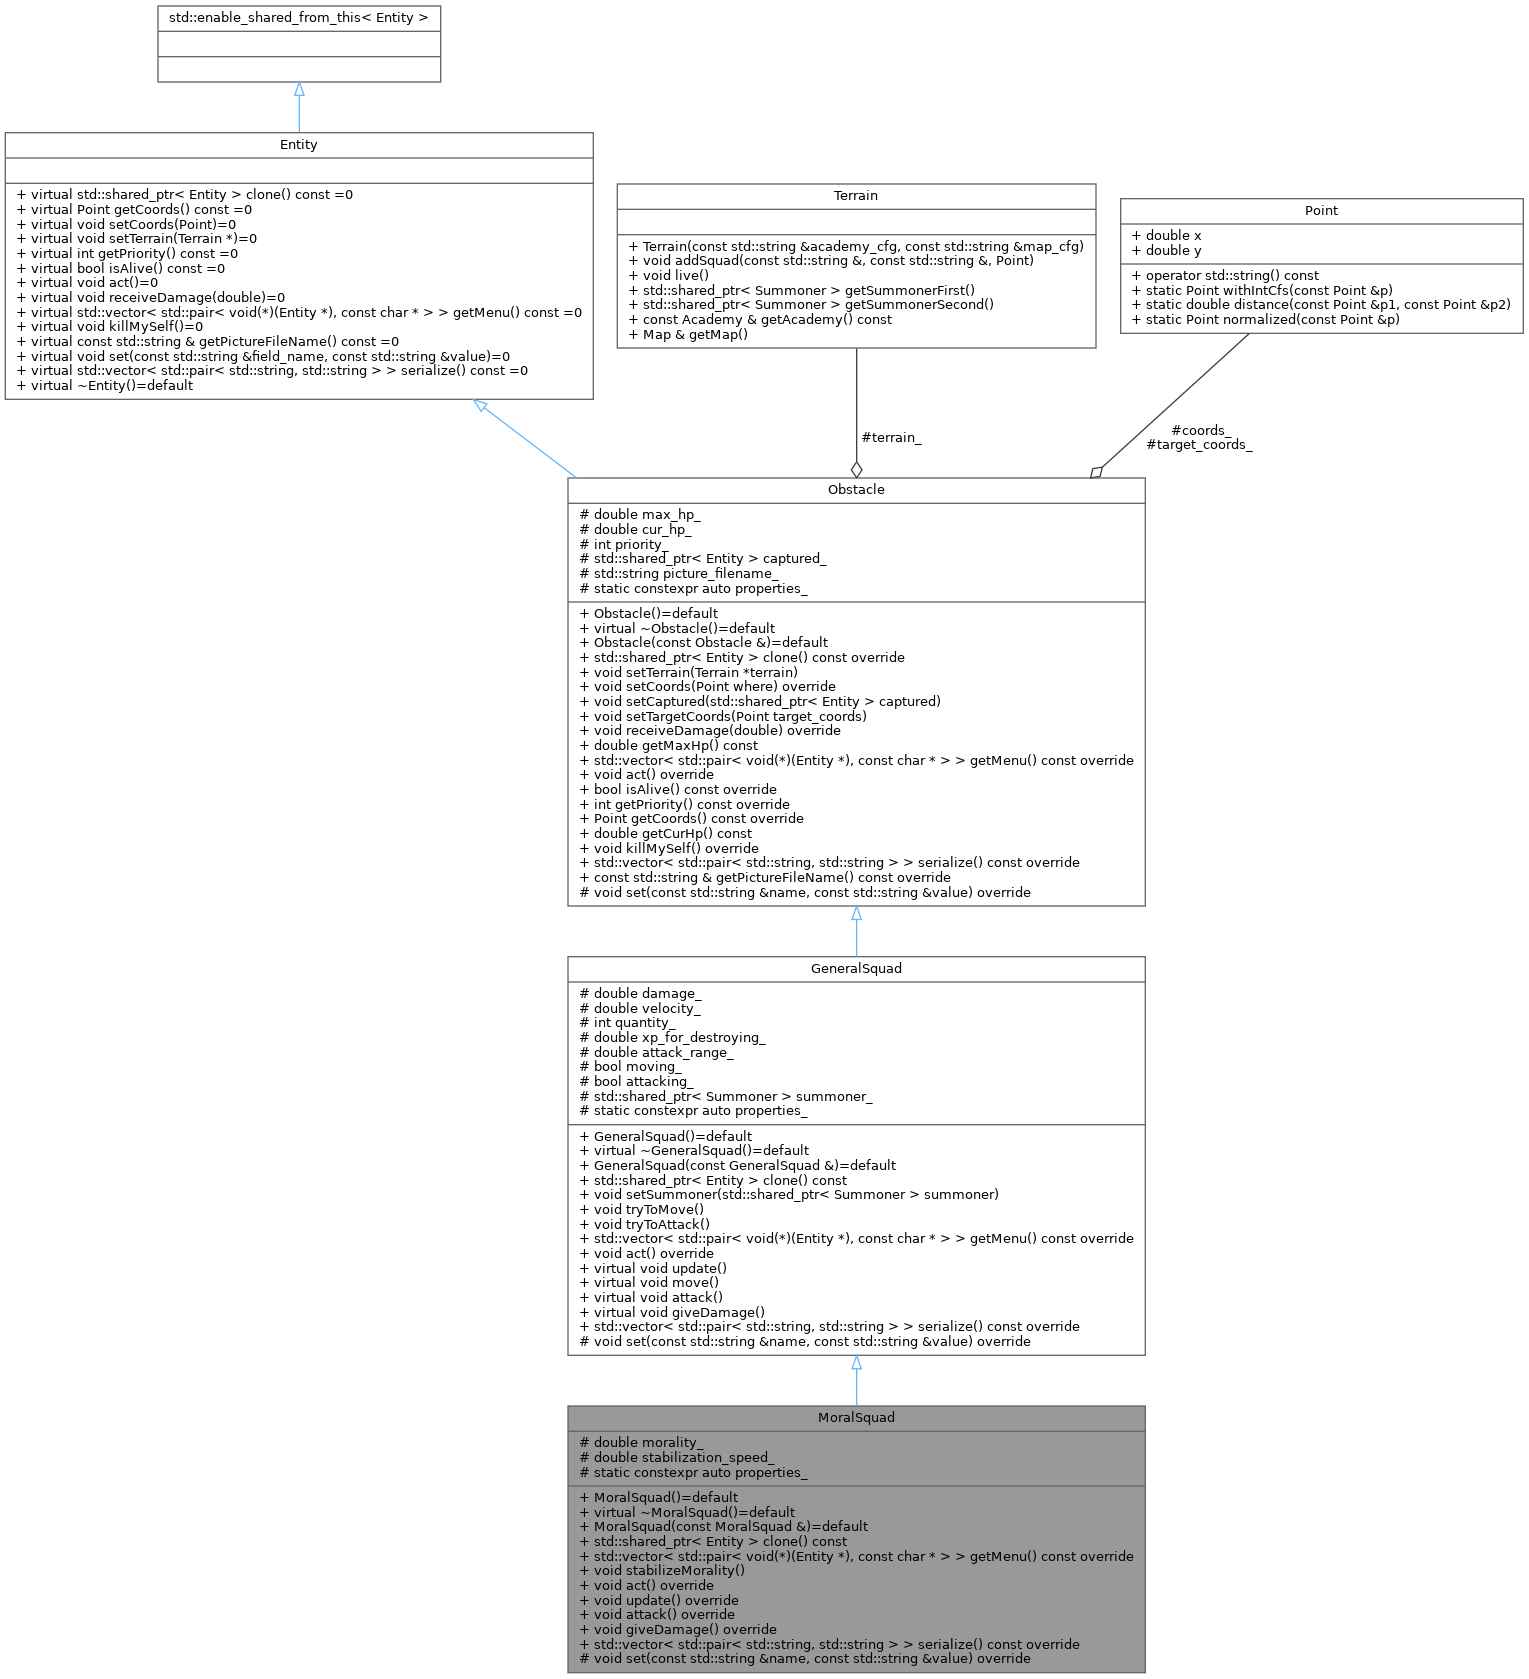 std::enable_shared_from_this< Entity >
Entity
+ virtual std::shared_ptr< Entity > clone() const =0
+ virtual Point getCoords() const =0
+ virtual void setCoords(Point)=0
+ virtual void setTerrain(Terrain *)=0
+ virtual int getPriority() const =0
+ virtual bool isAlive() const =0
+ virtual void act()=0
+ virtual void receiveDamage(double)=0
+ virtual std::vector< std::pair< void(*)(Entity *), const char * > > getMenu() const =0
+ virtual void killMySelf()=0
+ virtual const std::string & getPictureFileName() const =0
+ virtual void set(const std::string &field_name, const std::string &value)=0
+ virtual std::vector< std::pair< std::string, std::string > > serialize() const =0
+ virtual ~Entity()=default
Terrain
+ Terrain(const std::string &academy_cfg, const std::string &map_cfg)
+ void addSquad(const std::string &, const std::string &, Point)
+ void live()
+ std::shared_ptr< Summoner > getSummonerFirst()
+ std::shared_ptr< Summoner > getSummonerSecond()
+ const Academy & getAcademy() const
+ Map & getMap()
Point
+ double x
+ double y
+ operator std::string() const
+ static Point withIntCfs(const Point &p)
+ static double distance(const Point &p1, const Point &p2)
+ static Point normalized(const Point &p)
#terrain_
#coords_
#target_coords_
Obstacle
# double max_hp_
# double cur_hp_
# int priority_
# std::shared_ptr< Entity > captured_
# std::string picture_filename_
# static constexpr auto properties_
+ Obstacle()=default
+ virtual ~Obstacle()=default
+ Obstacle(const Obstacle &)=default
+ std::shared_ptr< Entity > clone() const override
+ void setTerrain(Terrain *terrain)
+ void setCoords(Point where) override
+ void setCaptured(std::shared_ptr< Entity > captured)
+ void setTargetCoords(Point target_coords)
+ void receiveDamage(double) override
+ double getMaxHp() const
+ std::vector< std::pair< void(*)(Entity *), const char * > > getMenu() const override
+ void act() override
+ bool isAlive() const override
+ int getPriority() const override
+ Point getCoords() const override
+ double getCurHp() const
+ void killMySelf() override
+ std::vector< std::pair< std::string, std::string > > serialize() const override
+ const std::string & getPictureFileName() const override
# void set(const std::string &name, const std::string &value) override
GeneralSquad
# double damage_
# double velocity_
# int quantity_
# double xp_for_destroying_
# double attack_range_
# bool moving_
# bool attacking_
# std::shared_ptr< Summoner > summoner_
# static constexpr auto properties_
+ GeneralSquad()=default
+ virtual ~GeneralSquad()=default
+ GeneralSquad(const GeneralSquad &)=default
+ std::shared_ptr< Entity > clone() const
+ void setSummoner(std::shared_ptr< Summoner > summoner)
+ void tryToMove()
+ void tryToAttack()
+ std::vector< std::pair< void(*)(Entity *), const char * > > getMenu() const override
+ void act() override
+ virtual void update()
+ virtual void move()
+ virtual void attack()
+ virtual void giveDamage()
+ std::vector< std::pair< std::string, std::string > > serialize() const override
# void set(const std::string &name, const std::string &value) override
MoralSquad
# double morality_
# double stabilization_speed_
# static constexpr auto properties_
+ MoralSquad()=default
+ virtual ~MoralSquad()=default
+ MoralSquad(const MoralSquad &)=default
+ std::shared_ptr< Entity > clone() const
+ std::vector< std::pair< void(*)(Entity *), const char * > > getMenu() const override
+ void stabilizeMorality()
+ void act() override
+ void update() override
+ void attack() override
+ void giveDamage() override
+ std::vector< std::pair< std::string, std::string > > serialize() const override
# void set(const std::string &name, const std::string &value) override